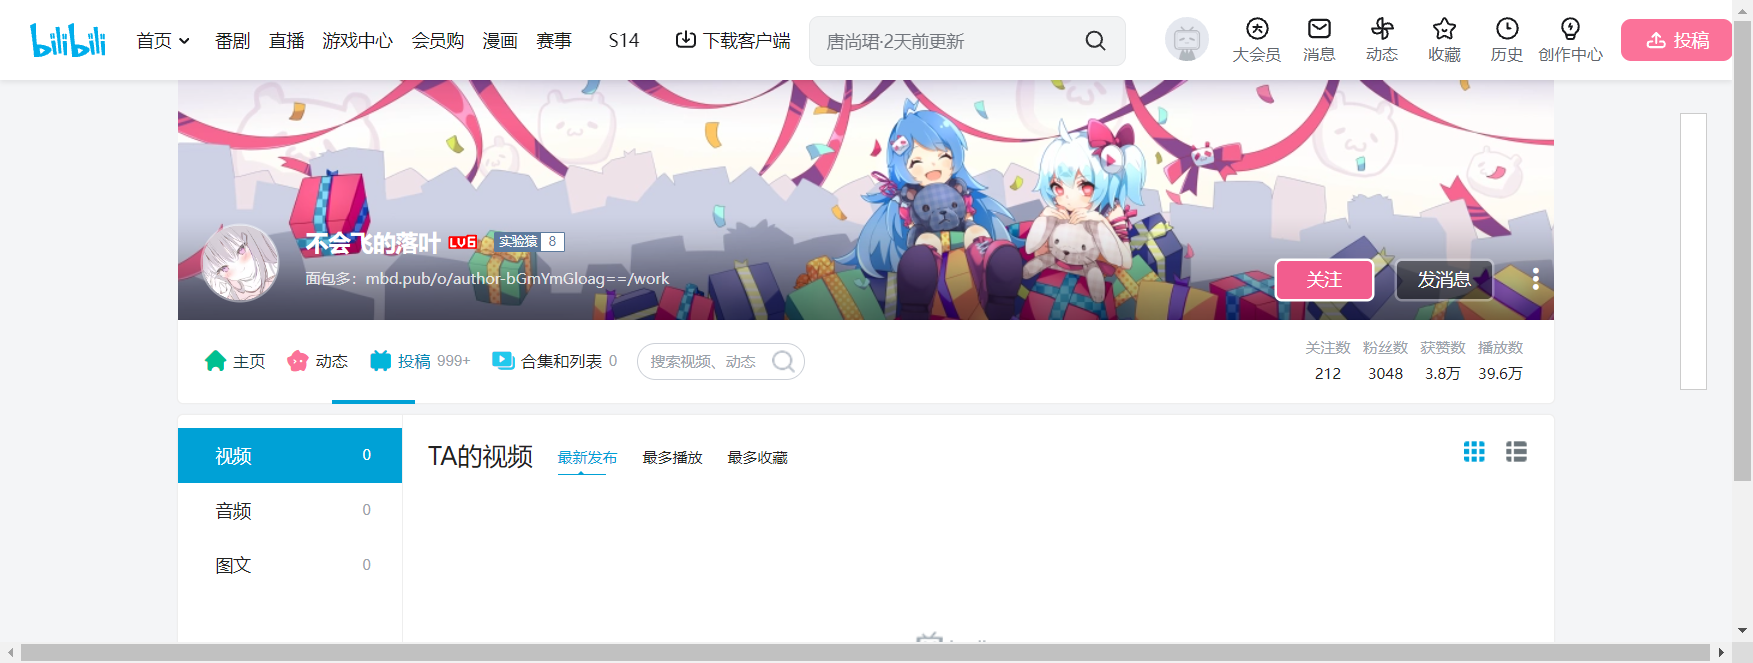 bilibili 首页 番剧 直播 游戏中心 会员购 漫画 赛事 S14 下载客户端 唐尚珺·2天前更新 大会员 消息 动态 收藏 历史 创作中心 投稿
不会飞的落叶 LV6 实验猿 8
面包多：mbd.pub/o/author-bGmYmGloag==/work
关注 发消息
主页 动态 投稿 999+ 合集和列表 0 搜索视频、动态
关注数 粉丝数 获赞数 播放数
212 3048 3.8万 39.6万
视频 0
音频 0
图文 0
TA的视频 最新发布 最多播放 最多收藏